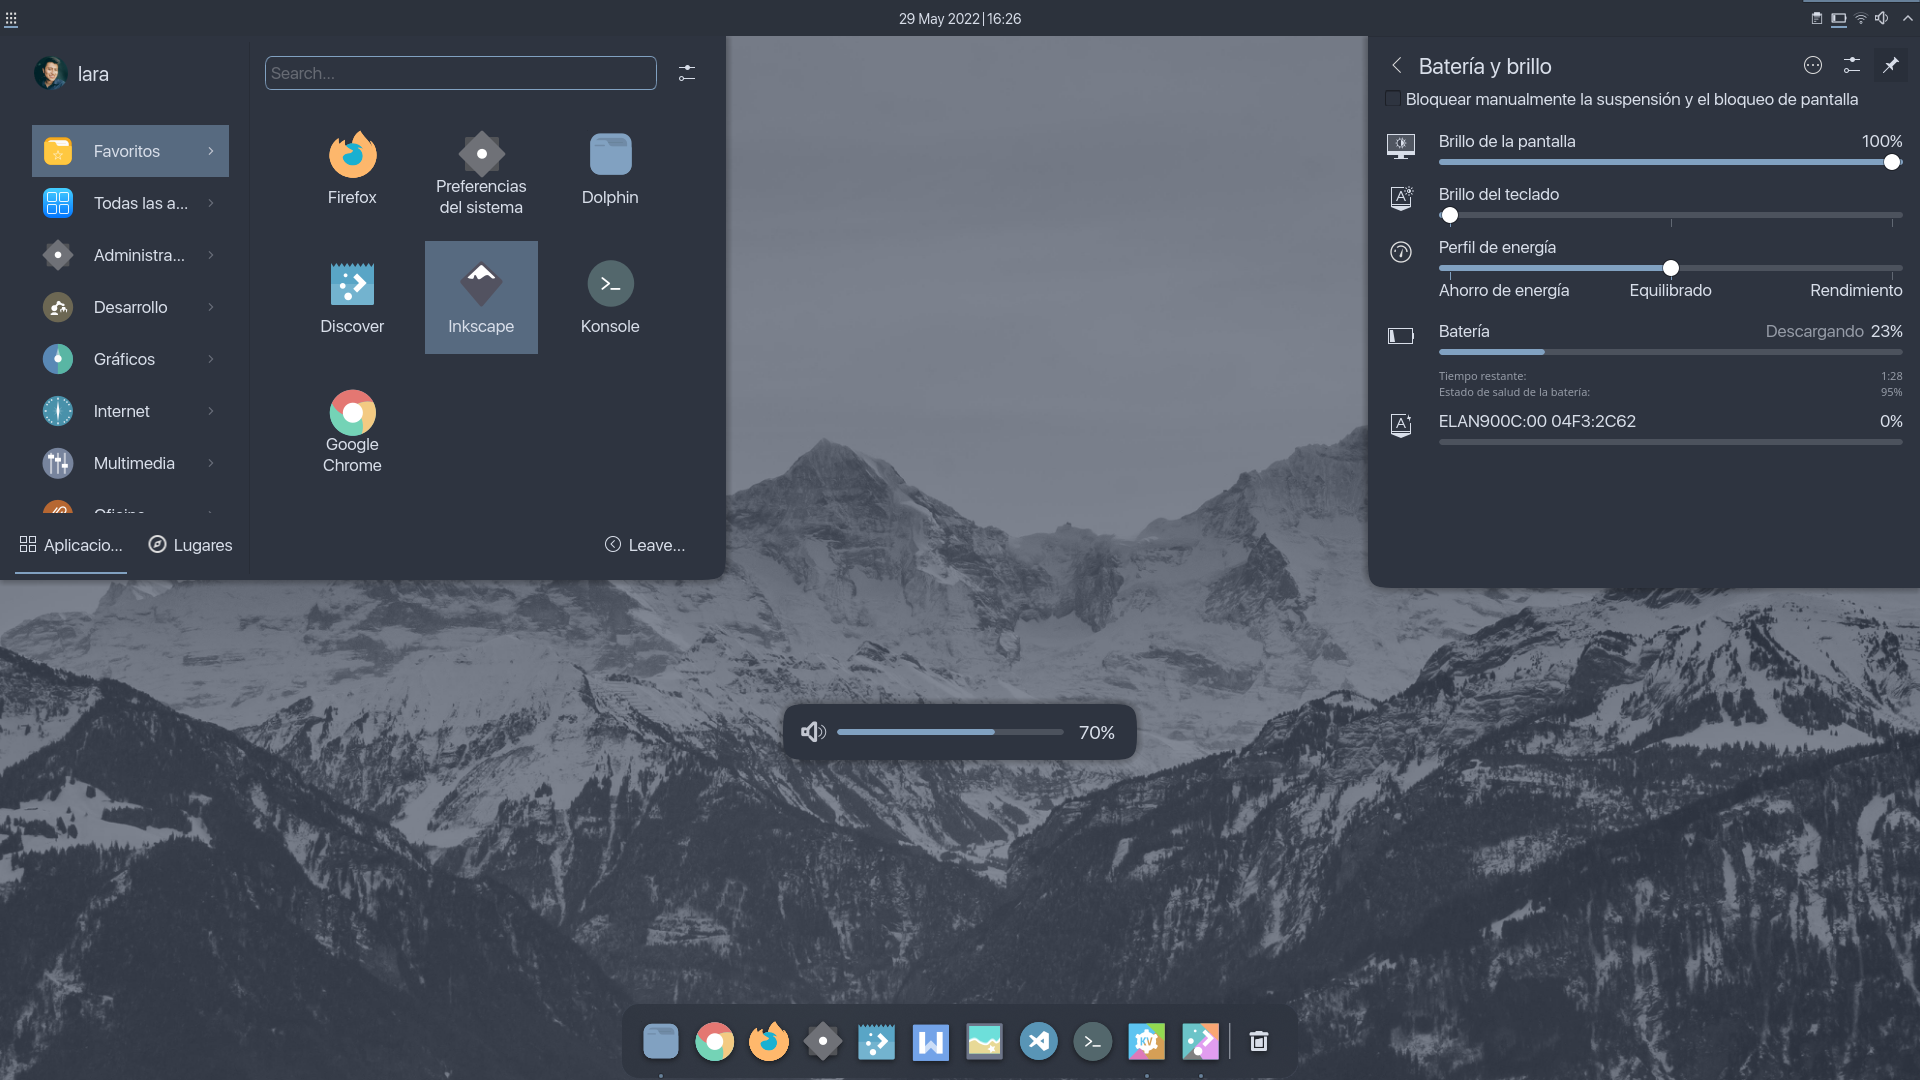 29 May 2022|16:26
lara
Search...
Favoritos
Todas las a...
Administra...
Desarrollo
Gráficos
Internet
Multimedia
Oficina
Aplicacio...
Lugares
Firefox
Preferencias
del sistema
Dolphin
Discover
Inkscape
Konsole
Google
Chrome
Leave...
Batería y brillo
Bloquear manualmente la suspensión y el bloqueo de pantalla
Brillo de la pantalla 100%
Brillo del teclado
Perfil de energía
Ahorro de energía Equilibrado Rendimiento
Batería Descargando 23%
Tiempo restante: 1:28
Estado de salud de la batería: 95%
ELAN900C:00 04F3:2C62 0%
70%
KV